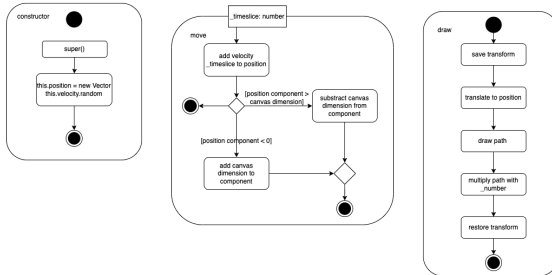 constructor
super()
this.position = new Vector
this.velocity.random
_timeslice: number
move
add velocity
_timeslice to position
[position component >
canvas dimension]
substract canvas
dimension from
component
[position component < 0]
add canvas
dimension to
component
draw
save transform
translate to position
draw path
multiply path with
_number
restore transform